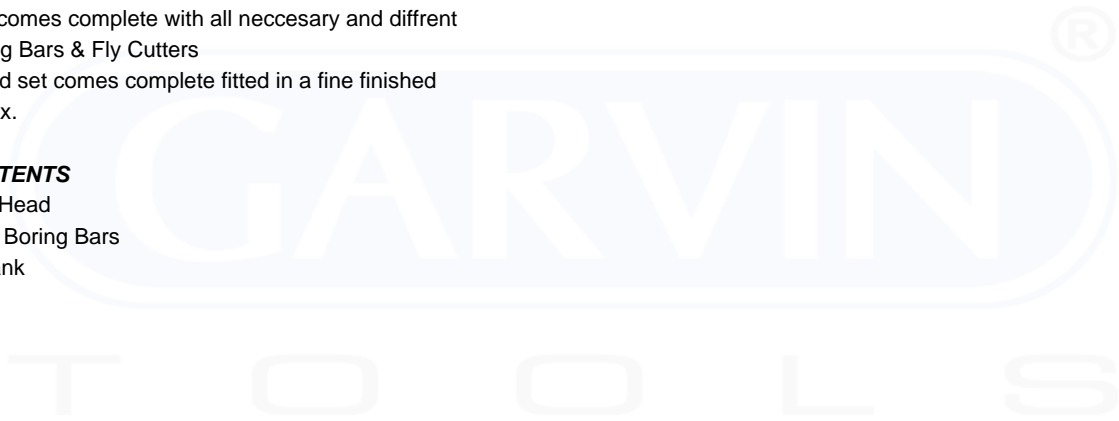 comes complete with all neccesary and diffrent
g Bars & Fly Cutters
d set comes complete fitted in a fine finished
x.
TENTS
Head
Boring Bars
nk
®
GARVIN
TOOLS